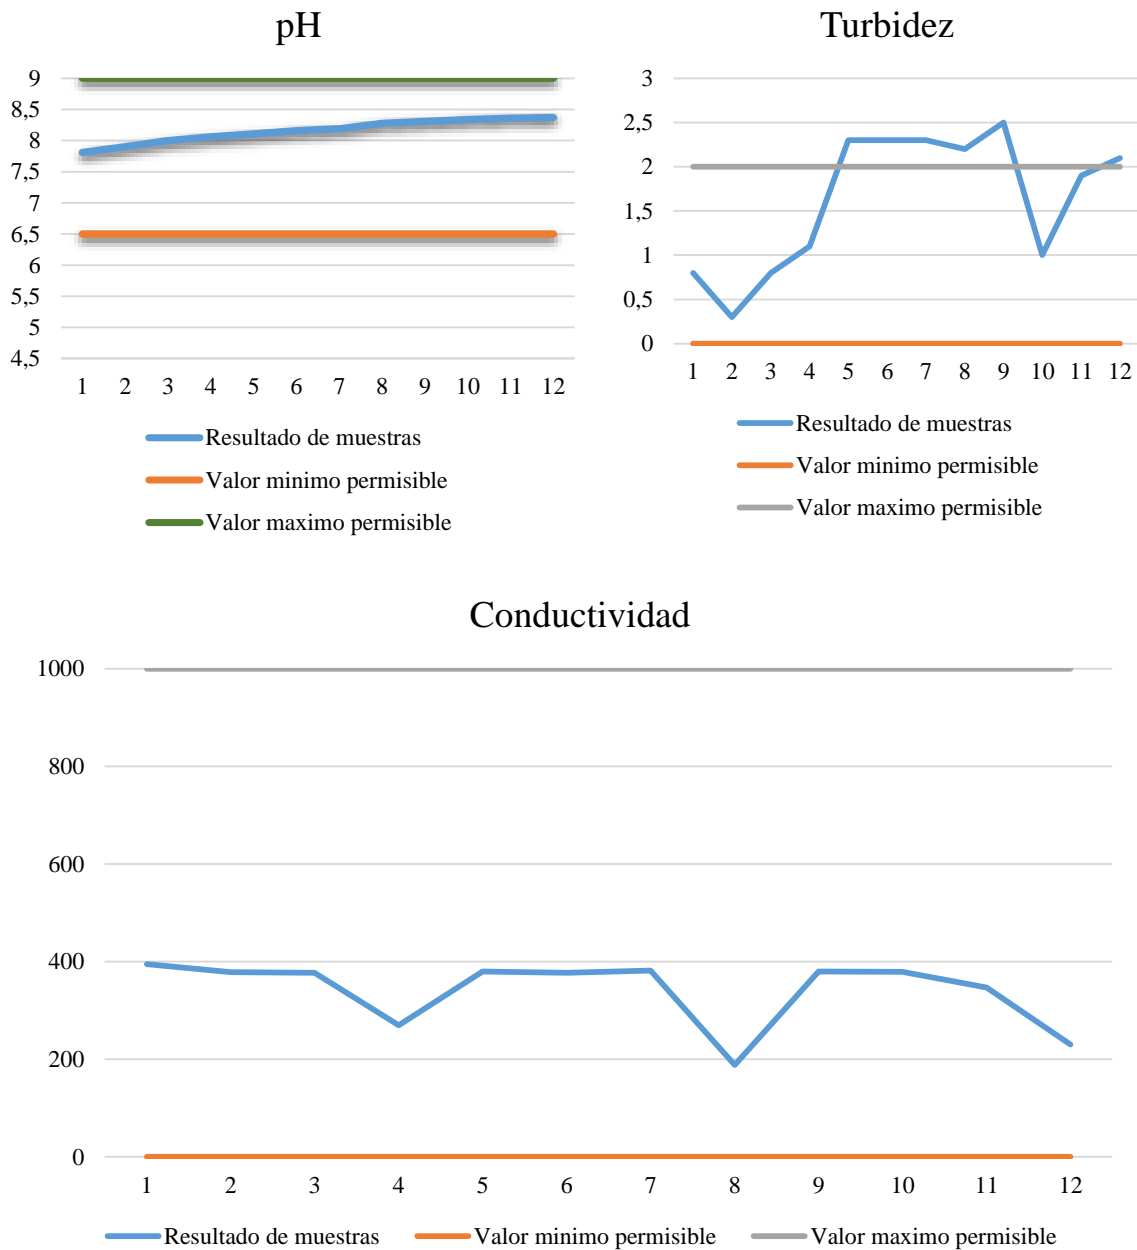 pH
9
8,5
8
7,5
7
6,5
6
5,5
5
4,5
1 2 3 4 5 6 7 8 9 10 11 12
Resultado de muestras
Valor minimo permisible
Valor maximo permisible
Turbidez
3
2,5
2
1,5
1
0,5
0
1 2 3 4 5 6 7 8 9 10 11 12
Resultado de muestras
Valor minimo permisible
Valor maximo permisible
Conductividad
1000
800
600
400
200
0
1 2 3 4 5 6 7 8 9 10 11 12
Resultado de muestras Valor minimo permisible Valor maximo permisible